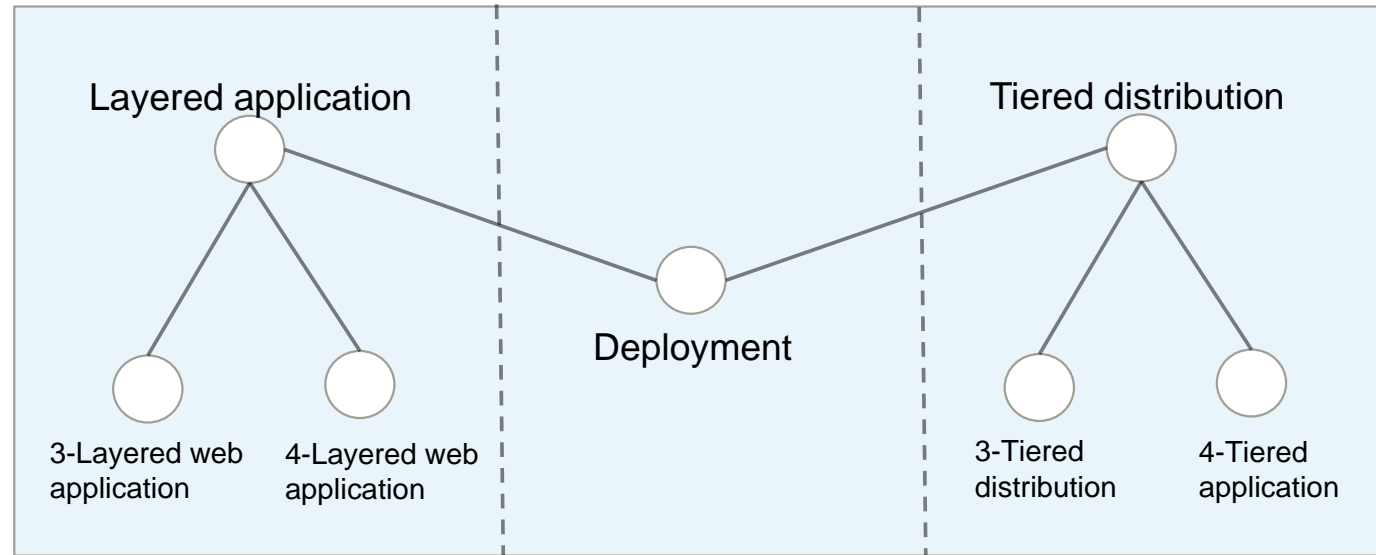 Layered application
Tiered distribution
Deployment
3-Layered web
application
4-Layered web
application
3-Tiered
distribution
4-Tiered
application